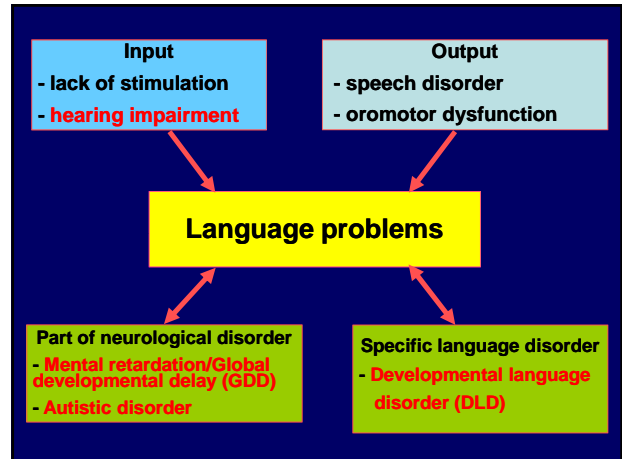 Input
- lack of stimulation
- hearing impairment
Output
- speech disorder
- oromotor dysfunction
Language problems
Part of neurological disorder
- Mental retardation/Global
developmental delay (GDD)
- Autistic disorder
Specific language disorder
- Developmental language
disorder (DLD)